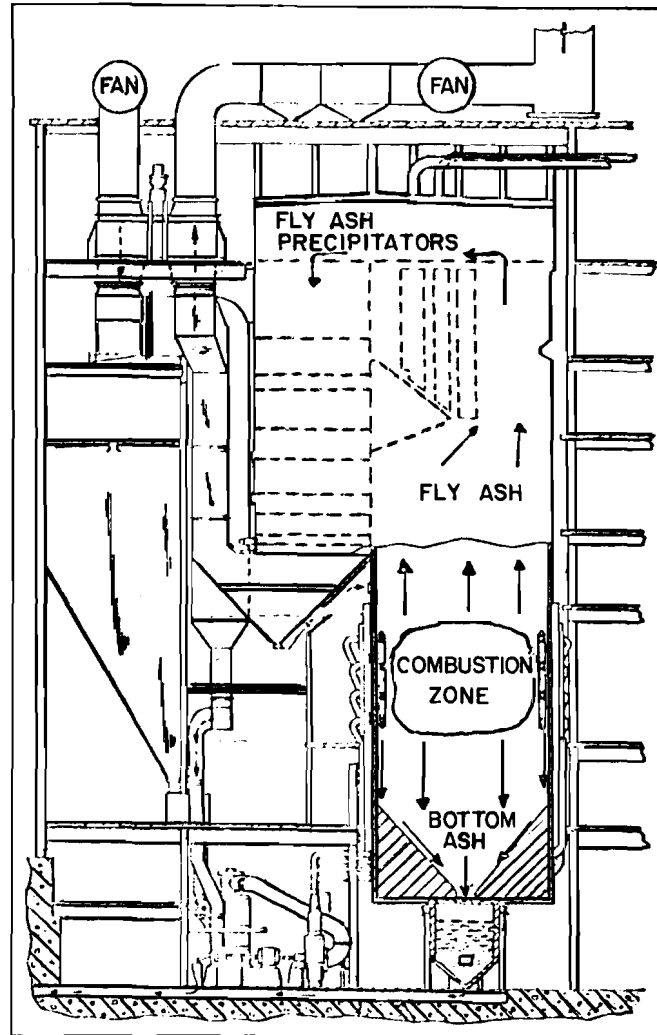 FAN
FAN
FLY ASH
PRECIPITATORS
FLY ASH
COMBUSTION
ZONE
BOTTOM
ASH